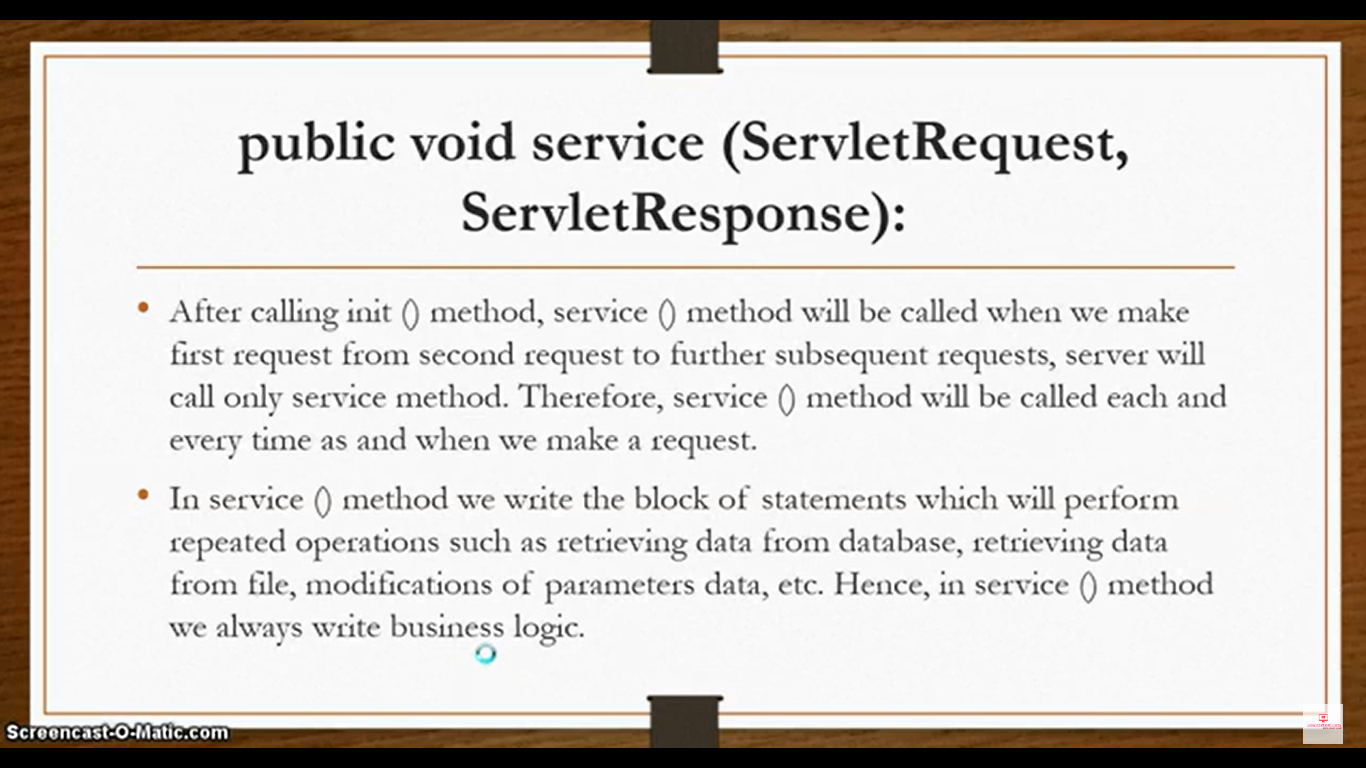 public void service (ServletRequest,
ServletResponse):
• After calling init () method, service () method will be called when we make
first request from second request to further subsequent requests, server will
call only service method. Therefore, service () method will be called each and
every time as and when we make a request.
• In service () method we write the block of statements which will perform
repeated operations such as retrieving data from database, retrieving data
from file, modifications of parameters data, etc. Hence, in service () method
we always write business logic.
Screencast-O-Matic.com